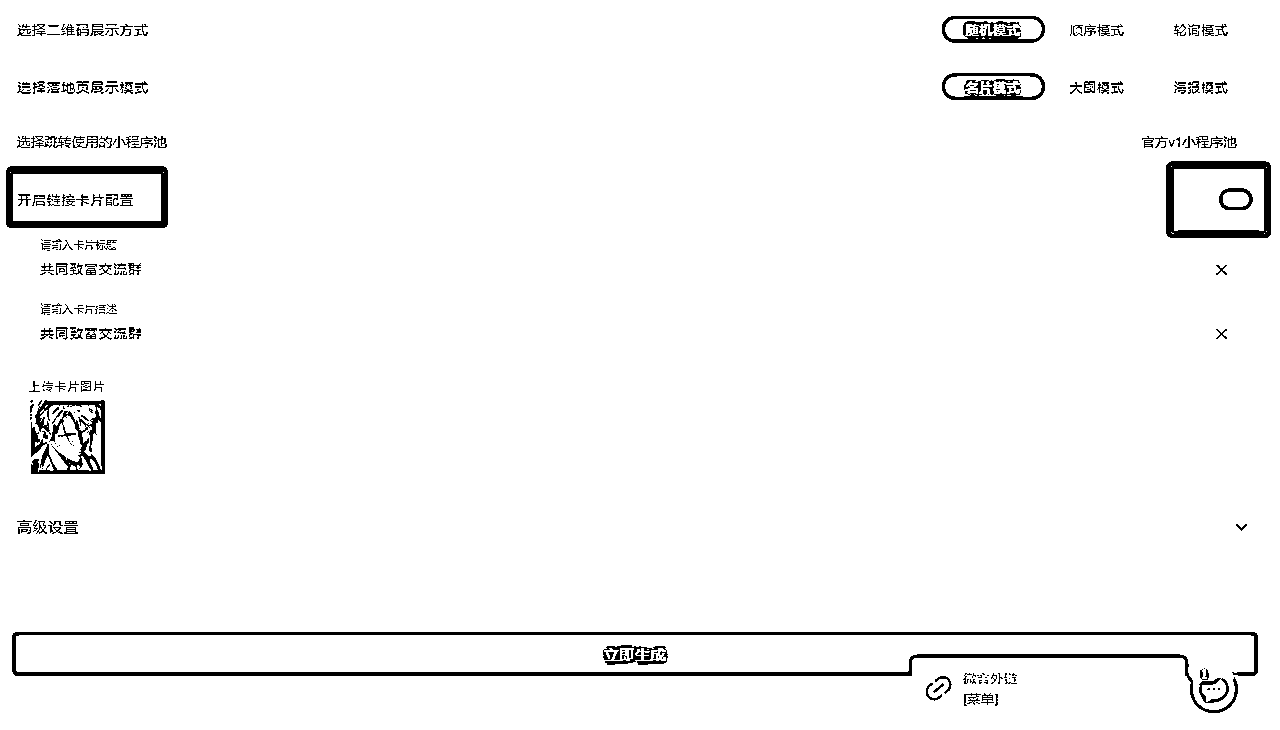 选择二维码展示方式
随机模式 顺序模式 轮询模式
选择落地页展示模式
名片模式 大图模式 海报模式
选择跳转使用的小程序池
官方v1小程序池
开启链接卡片配置
请输入卡片标题
共同致富交流群
请输入卡片描述
共同致富交流群
上传卡片图片
高级设置
立即生成
微客外链
[菜单]